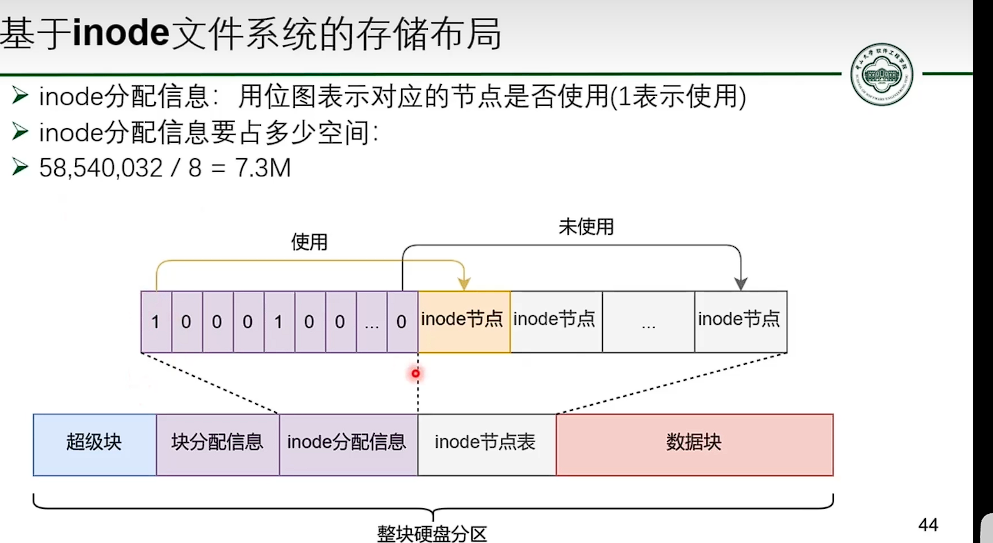 基于inode文件系统的存储布局
inode分配信息：用位图表示对应的节点是否使用(1表示使用)
inode分配信息要占多少空间：
58,540,032 / 8 = 7.3M
使用
未使用
1 0 0 0 1 0 0 ... 0 inode节点 inode节点 ... inode节点
超级块 块分配信息 inode分配信息 inode节点表 数据块
整块硬盘分区
44